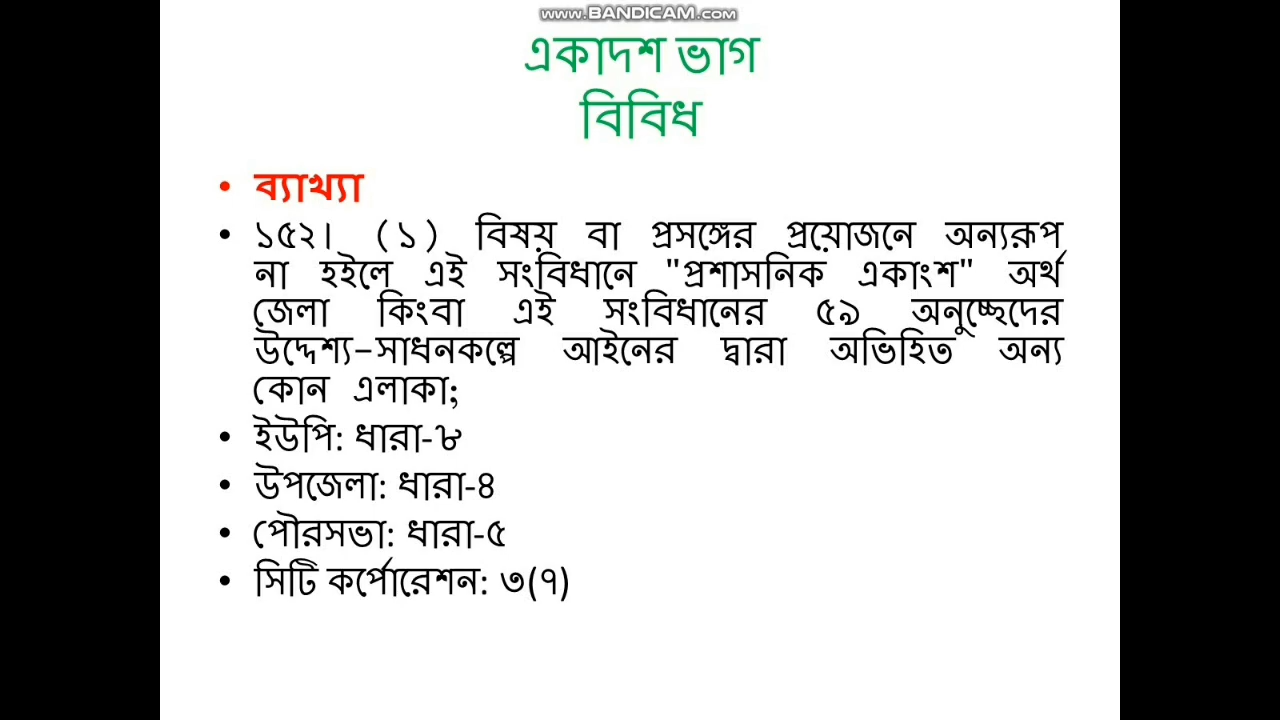 www.BANDICAM.com
একাদশ ভাগ
বিবিধ
• ব্যাখ্যা
• ১৫২। (১) বিষয় বা প্রসঙ্গের প্রয়োজনে অন্যরূপ
না হইলে এই সংবিধানে "প্রশাসনিক একাংশ" অর্থ
জেলা কিংবা এই সংবিধানের ৫৯ অনুচ্ছেদের
উদ্দেশ্য–সাধনকল্পে আইনের দ্বারা অভিহিত অন্য
কোন এলাকা;
• ইউপি: ধারা-৮
• উপজেলা: ধারা-৪
• পৌরসভা: ধারা-৫
• সিটি কর্পোরেশন: ৩(৭)